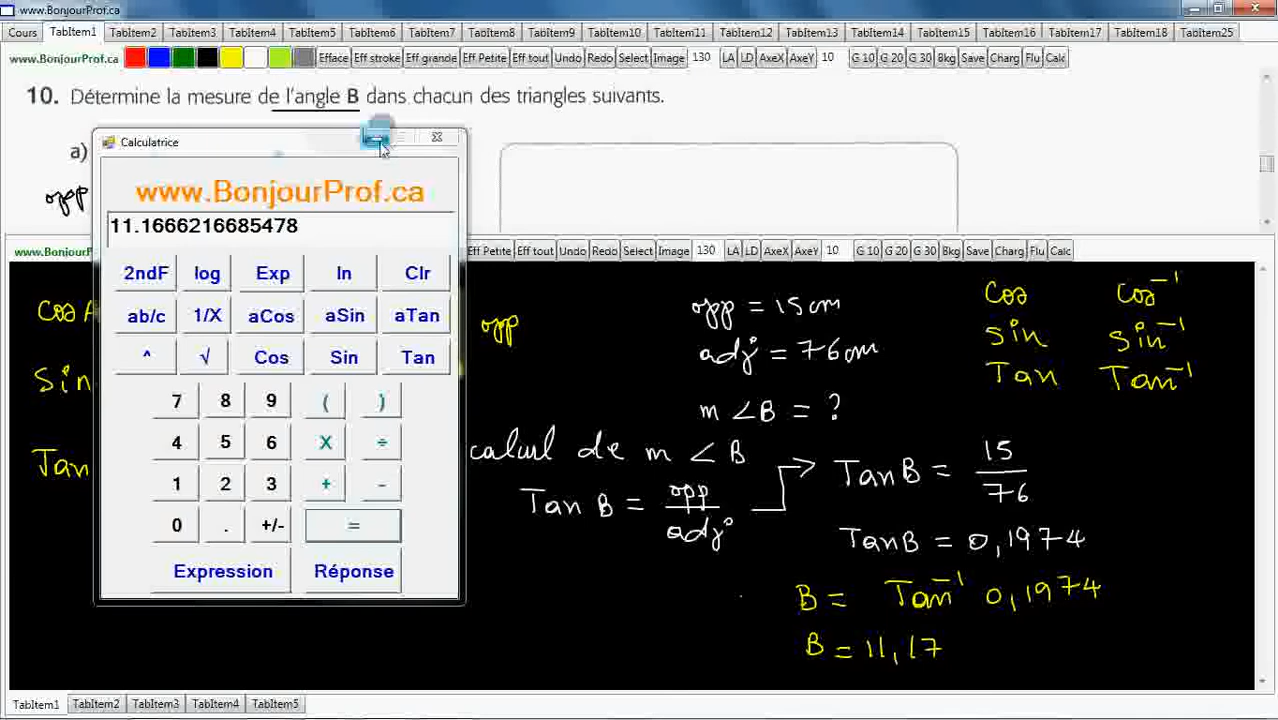 www.BonjourProf.ca
Cours TabItem1 TabItem2 TabItem3 TabItem4 TabItem5 TabItem6 TabItem7 TabItem8 TabItem9 TabItem10 TabItem11 TabItem12 TabItem13 TabItem14 TabItem15 TabItem16 TabItem17 TabItem18 TabItem25
www.BonjourProf.ca Efface Eff stroke Eff grande Eff Petite Eff tout Undo Redo Select Image 130 LA LD AxeX AxeY 10 G 10 G 20 G 30 Bkg Save Charg Flu Calc
10. Détermine la mesure de l'angle B dans chacun des triangles suivants.
a)
opp
Calculatrice
www.BonjourProf.ca
11.1666216685478
2ndF log Exp ln Clr
ab/c 1/X aCos aSin aTan
^ √ Cos Sin Tan
7 8 9 ( )
4 5 6 X ÷
1 2 3 + -
0 . +/- =
Expression Réponse
www.BonjourProf.ca Eff Petite Eff tout Undo Redo Select Image 130 LA LD AxeX AxeY 10 G 10 G 20 G 30 Bkg Save Charg Flu Calc
Cos A
Sin
Tan
opp
opp = 15 cm
adj = 76 cm
m ∠B = ?
calcul de m ∠B
Tan B = opp/adj → Tan B = 15/76
Tan B = 0,1974
B = Tan⁻¹ 0,1974
B = 11,17
Cos Cos⁻¹
Sin Sin⁻¹
Tan Tan⁻¹
TabItem1 TabItem2 TabItem3 TabItem4 TabItem5